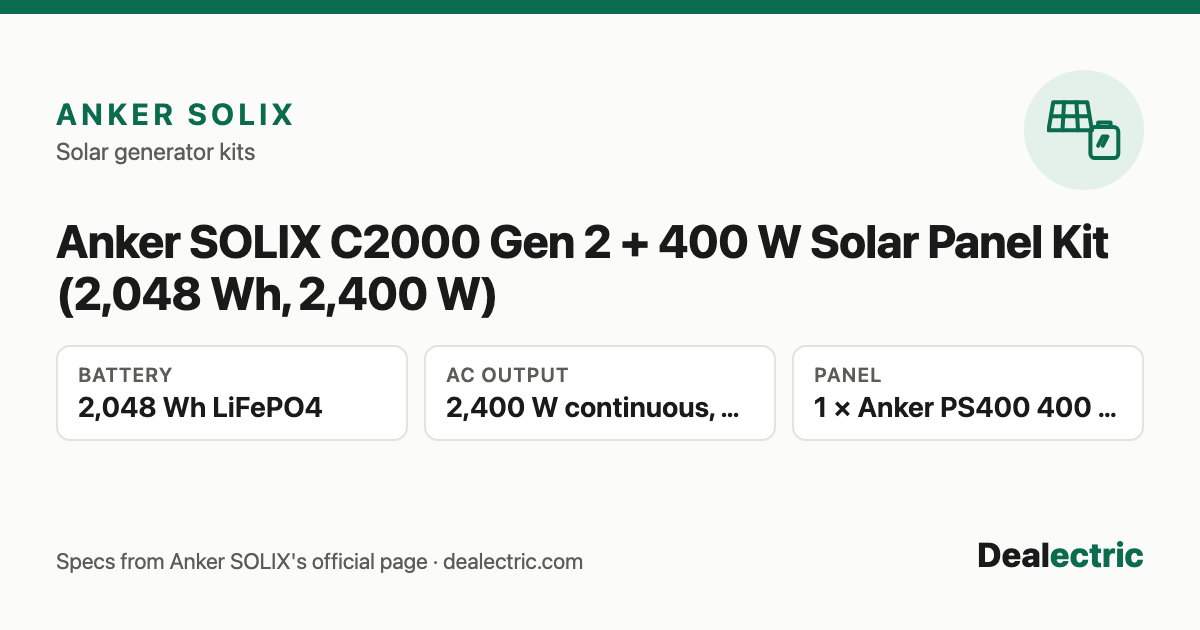 ANKER SOLIX
Solar generator kits
Anker SOLIX C2000 Gen 2 + 400 W Solar Panel Kit
(2,048 Wh, 2,400 W)
BATTERY
2,048 Wh LiFePO4
AC OUTPUT
2,400 W continuous, ...
PANEL
1 × Anker PS400 400 ...
Specs from Anker SOLIX's official page · dealectric.com
Dealectric